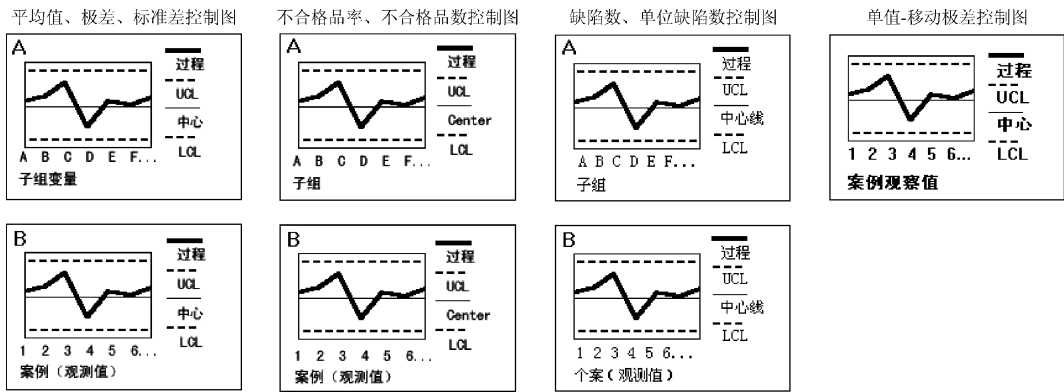 平均值、极差、标准差控制图
不合格品率、不合格品数控制图
缺陷数、单位缺陷数控制图
单值-移动极差控制图
A
过程
UCL
中心
LCL
A B C D E F...
子组变量
A
过程
UCL
Center
LCL
A B C D E F...
子组
A
过程
UCL
中心线
LCL
A B C D E F...
子组
过程
UCL
中心
LCL
1 2 3 4 5 6...
案例观察值
B
过程
UCL
中心
LCL
1 2 3 4 5 6...
案例（观测值）
B
过程
UCL
Center
LCL
1 2 3 4 5 6...
案例（观测值）
B
过程
UCL
中心线
LCL
1 2 3 4 5 6...
个案（观测值）